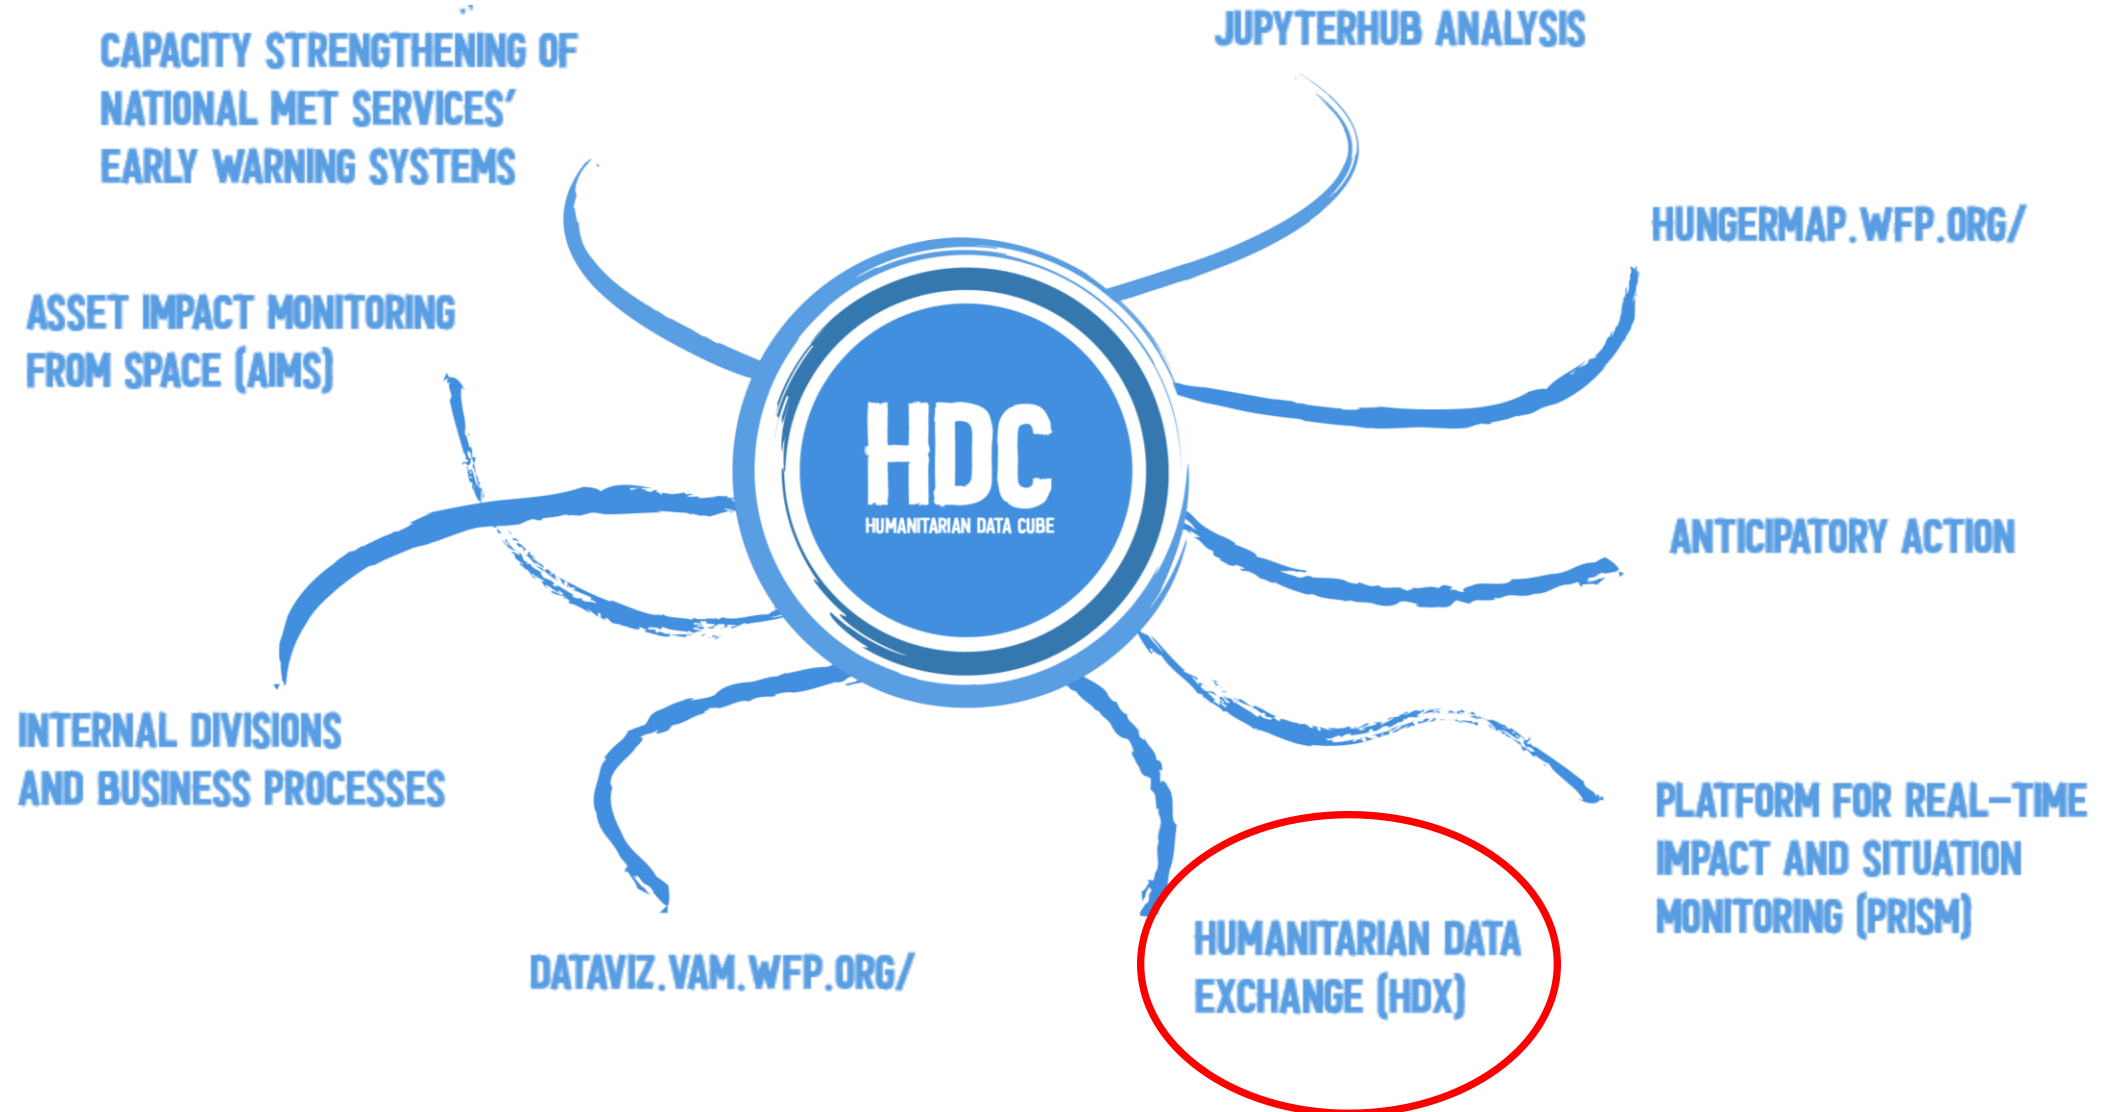 CAPACITY STRENGTHENING OF
NATIONAL MET SERVICES'
EARLY WARNING SYSTEMS
JUPYTERHUB ANALYSIS
HUNGERMAP.WFP.ORG/
ASSET IMPACT MONITORING
FROM SPACE (AIMS)
HDC
HUMANITARIAN DATA CUBE
ANTICIPATORY ACTION
INTERNAL DIVISIONS
AND BUSINESS PROCESSES
PLATFORM FOR REAL-TIME
IMPACT AND SITUATION
MONITORING (PRISM)
DATAVIZ.VAM.WFP.ORG/
HUMANITARIAN DATA
EXCHANGE (HDX)